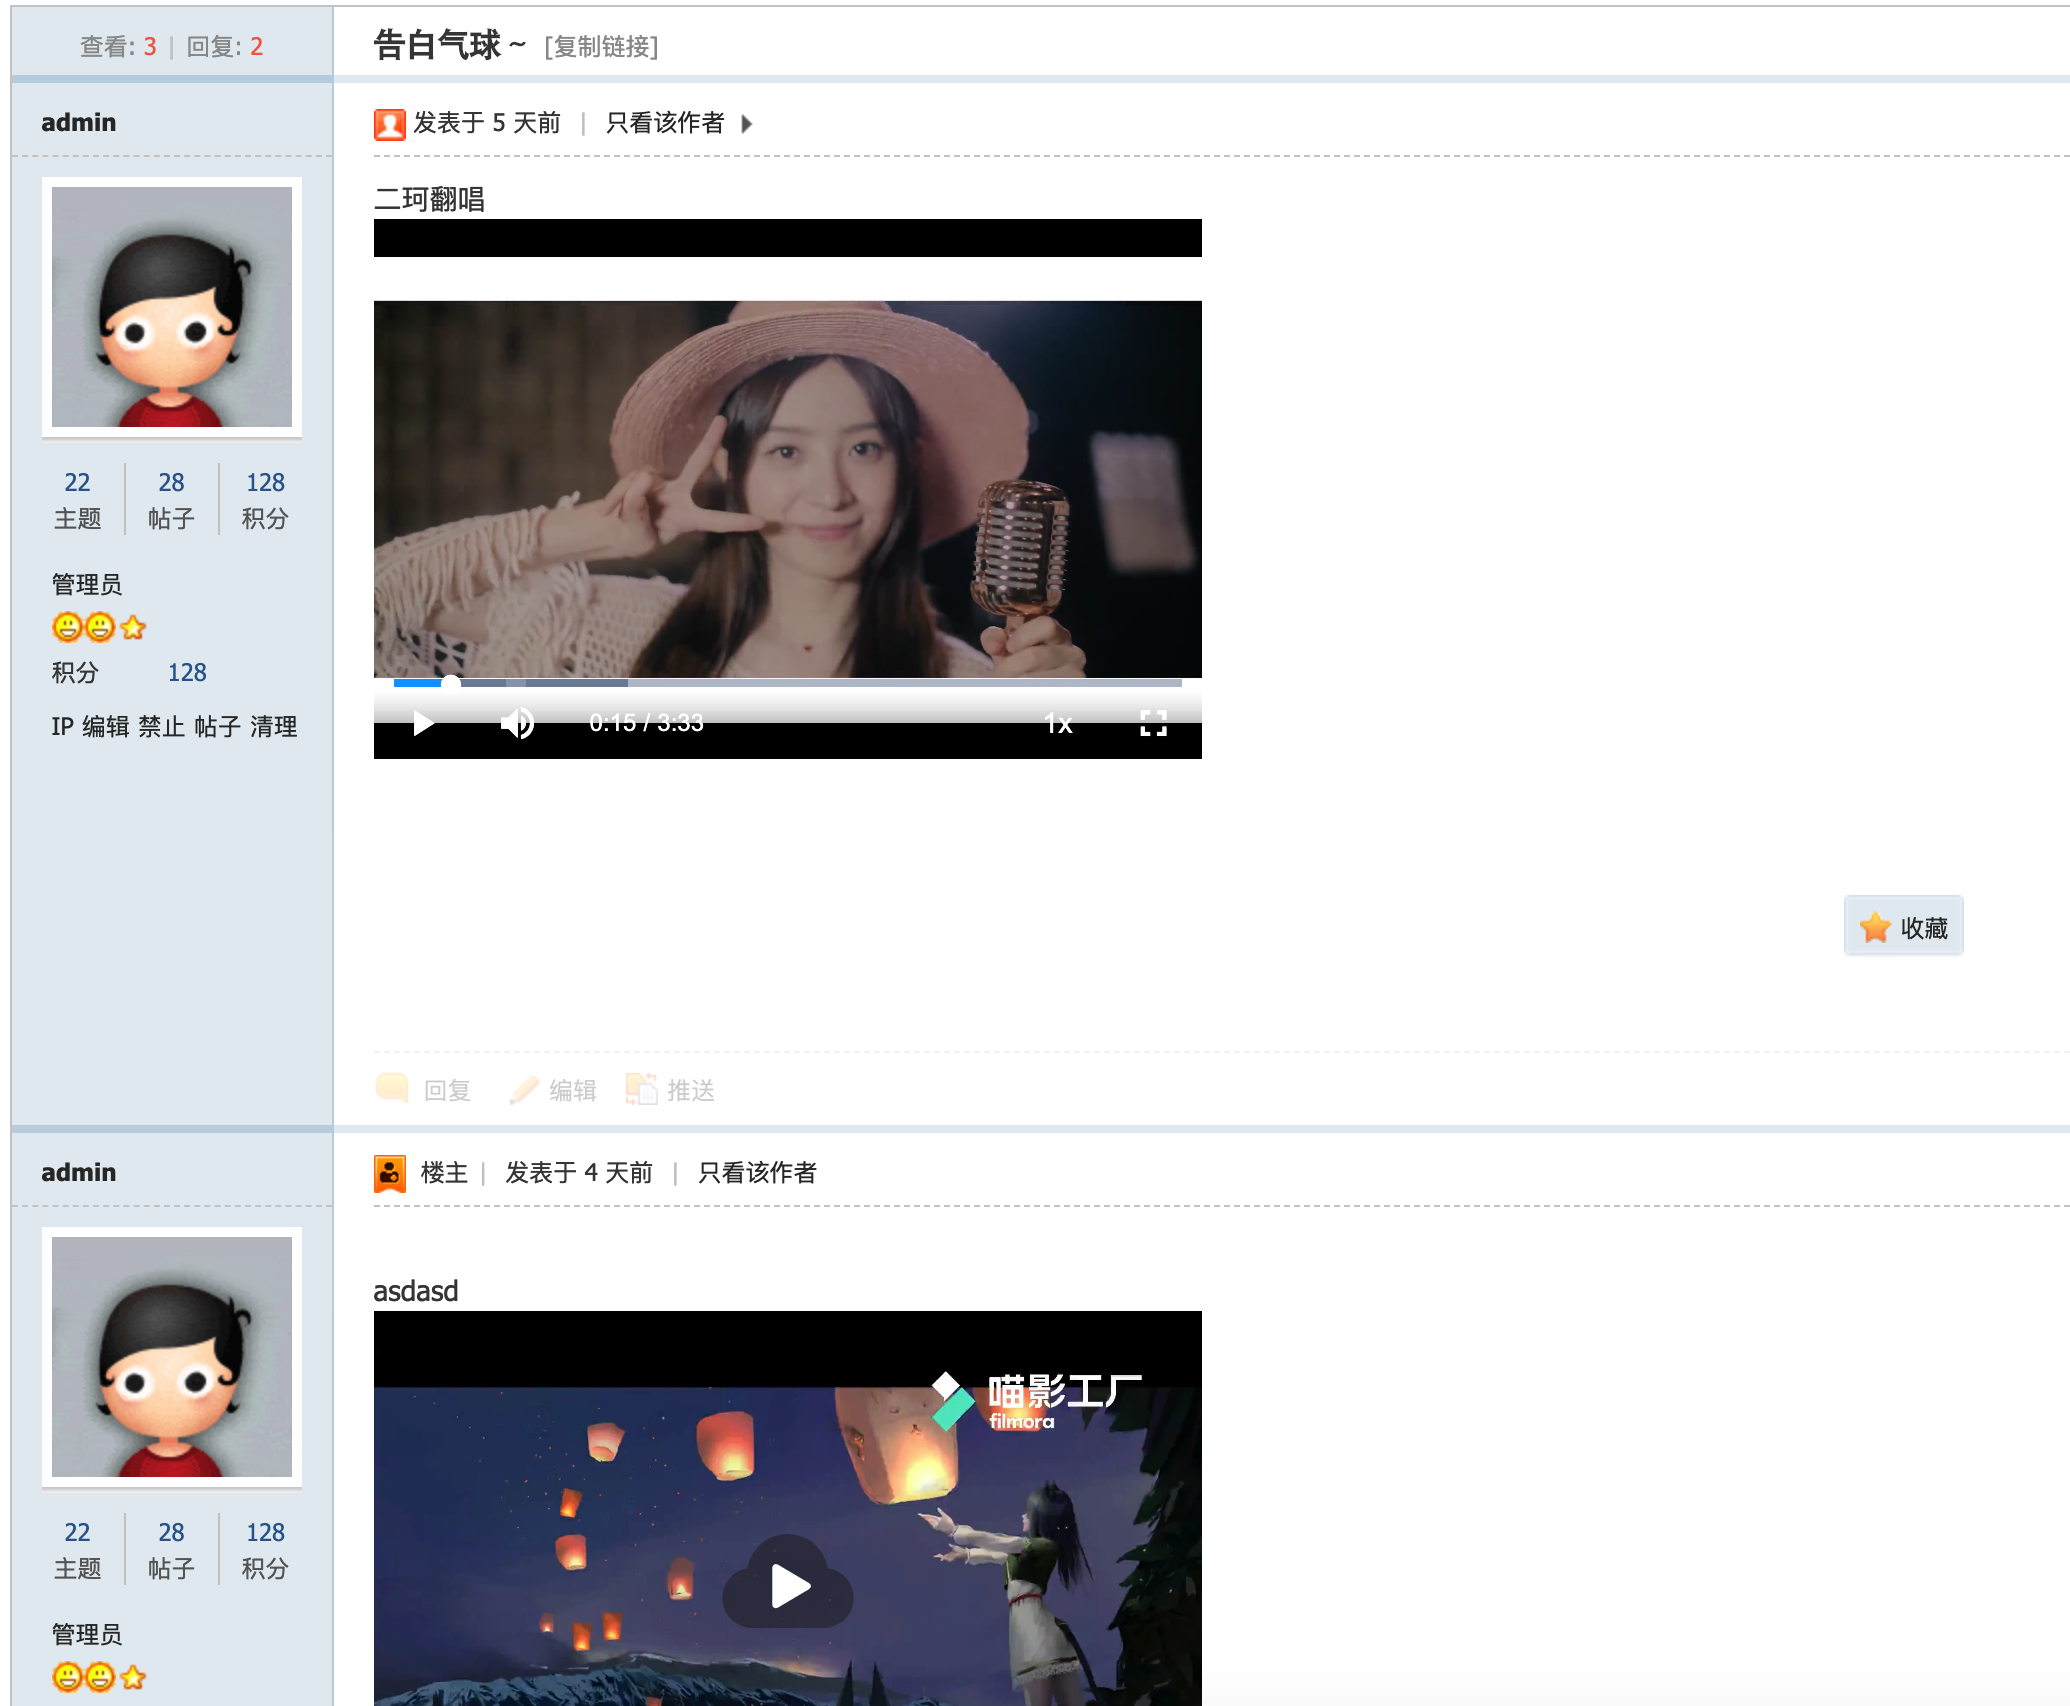 查看: 3 | 回复: 2
告白气球 ~ [复制链接]
admin
发表于 5 天前 | 只看该作者
二珂翻唱
22 28 128
主题 帖子 积分
管理员
积分 128
IP 编辑 禁止 帖子 清理
0:15 / 3:33 1x
收藏
回复 编辑 推送
admin
楼主 | 发表于 4 天前 | 只看该作者
asdasd
喵影工厂
filmora
22 28 128
主题 帖子 积分
管理员